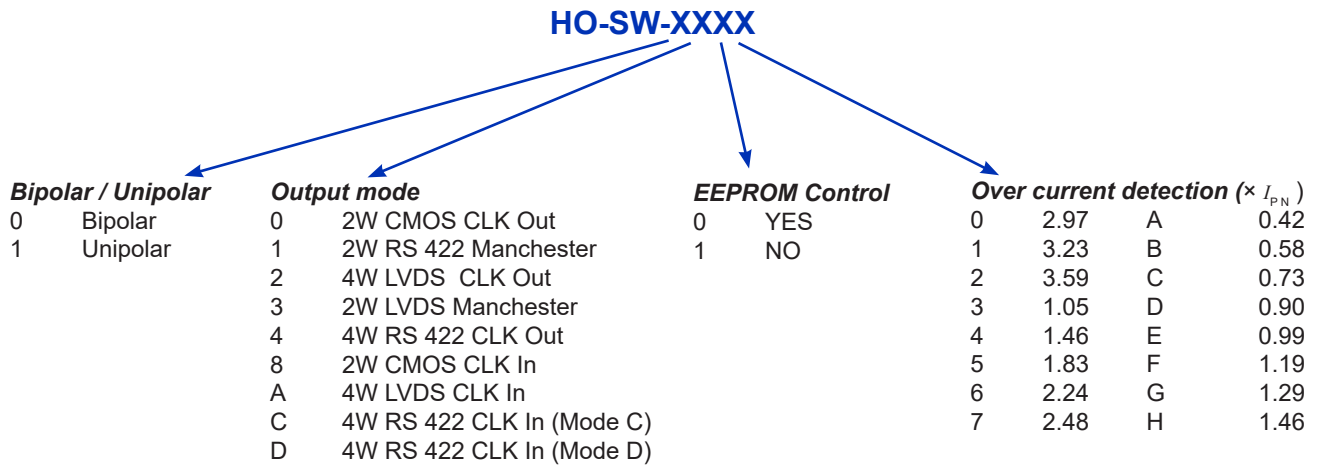 HO-SW-XXXX
Bipolar / Unipolar
0 Bipolar
1 Unipolar
Output mode
0 2W CMOS CLK Out
1 2W RS 422 Manchester
2 4W LVDS CLK Out
3 2W LVDS Manchester
4 4W RS 422 CLK Out
8 2W CMOS CLK In
A 4W LVDS CLK In
C 4W RS 422 CLK In (Mode C)
D 4W RS 422 CLK In (Mode D)
EEPROM Control
0 YES
1 NO
Over current detection (× I PN )
0 2.97 A 0.42
1 3.23 B 0.58
2 3.59 C 0.73
3 1.05 D 0.90
4 1.46 E 0.99
5 1.83 F 1.19
6 2.24 G 1.29
7 2.48 H 1.46